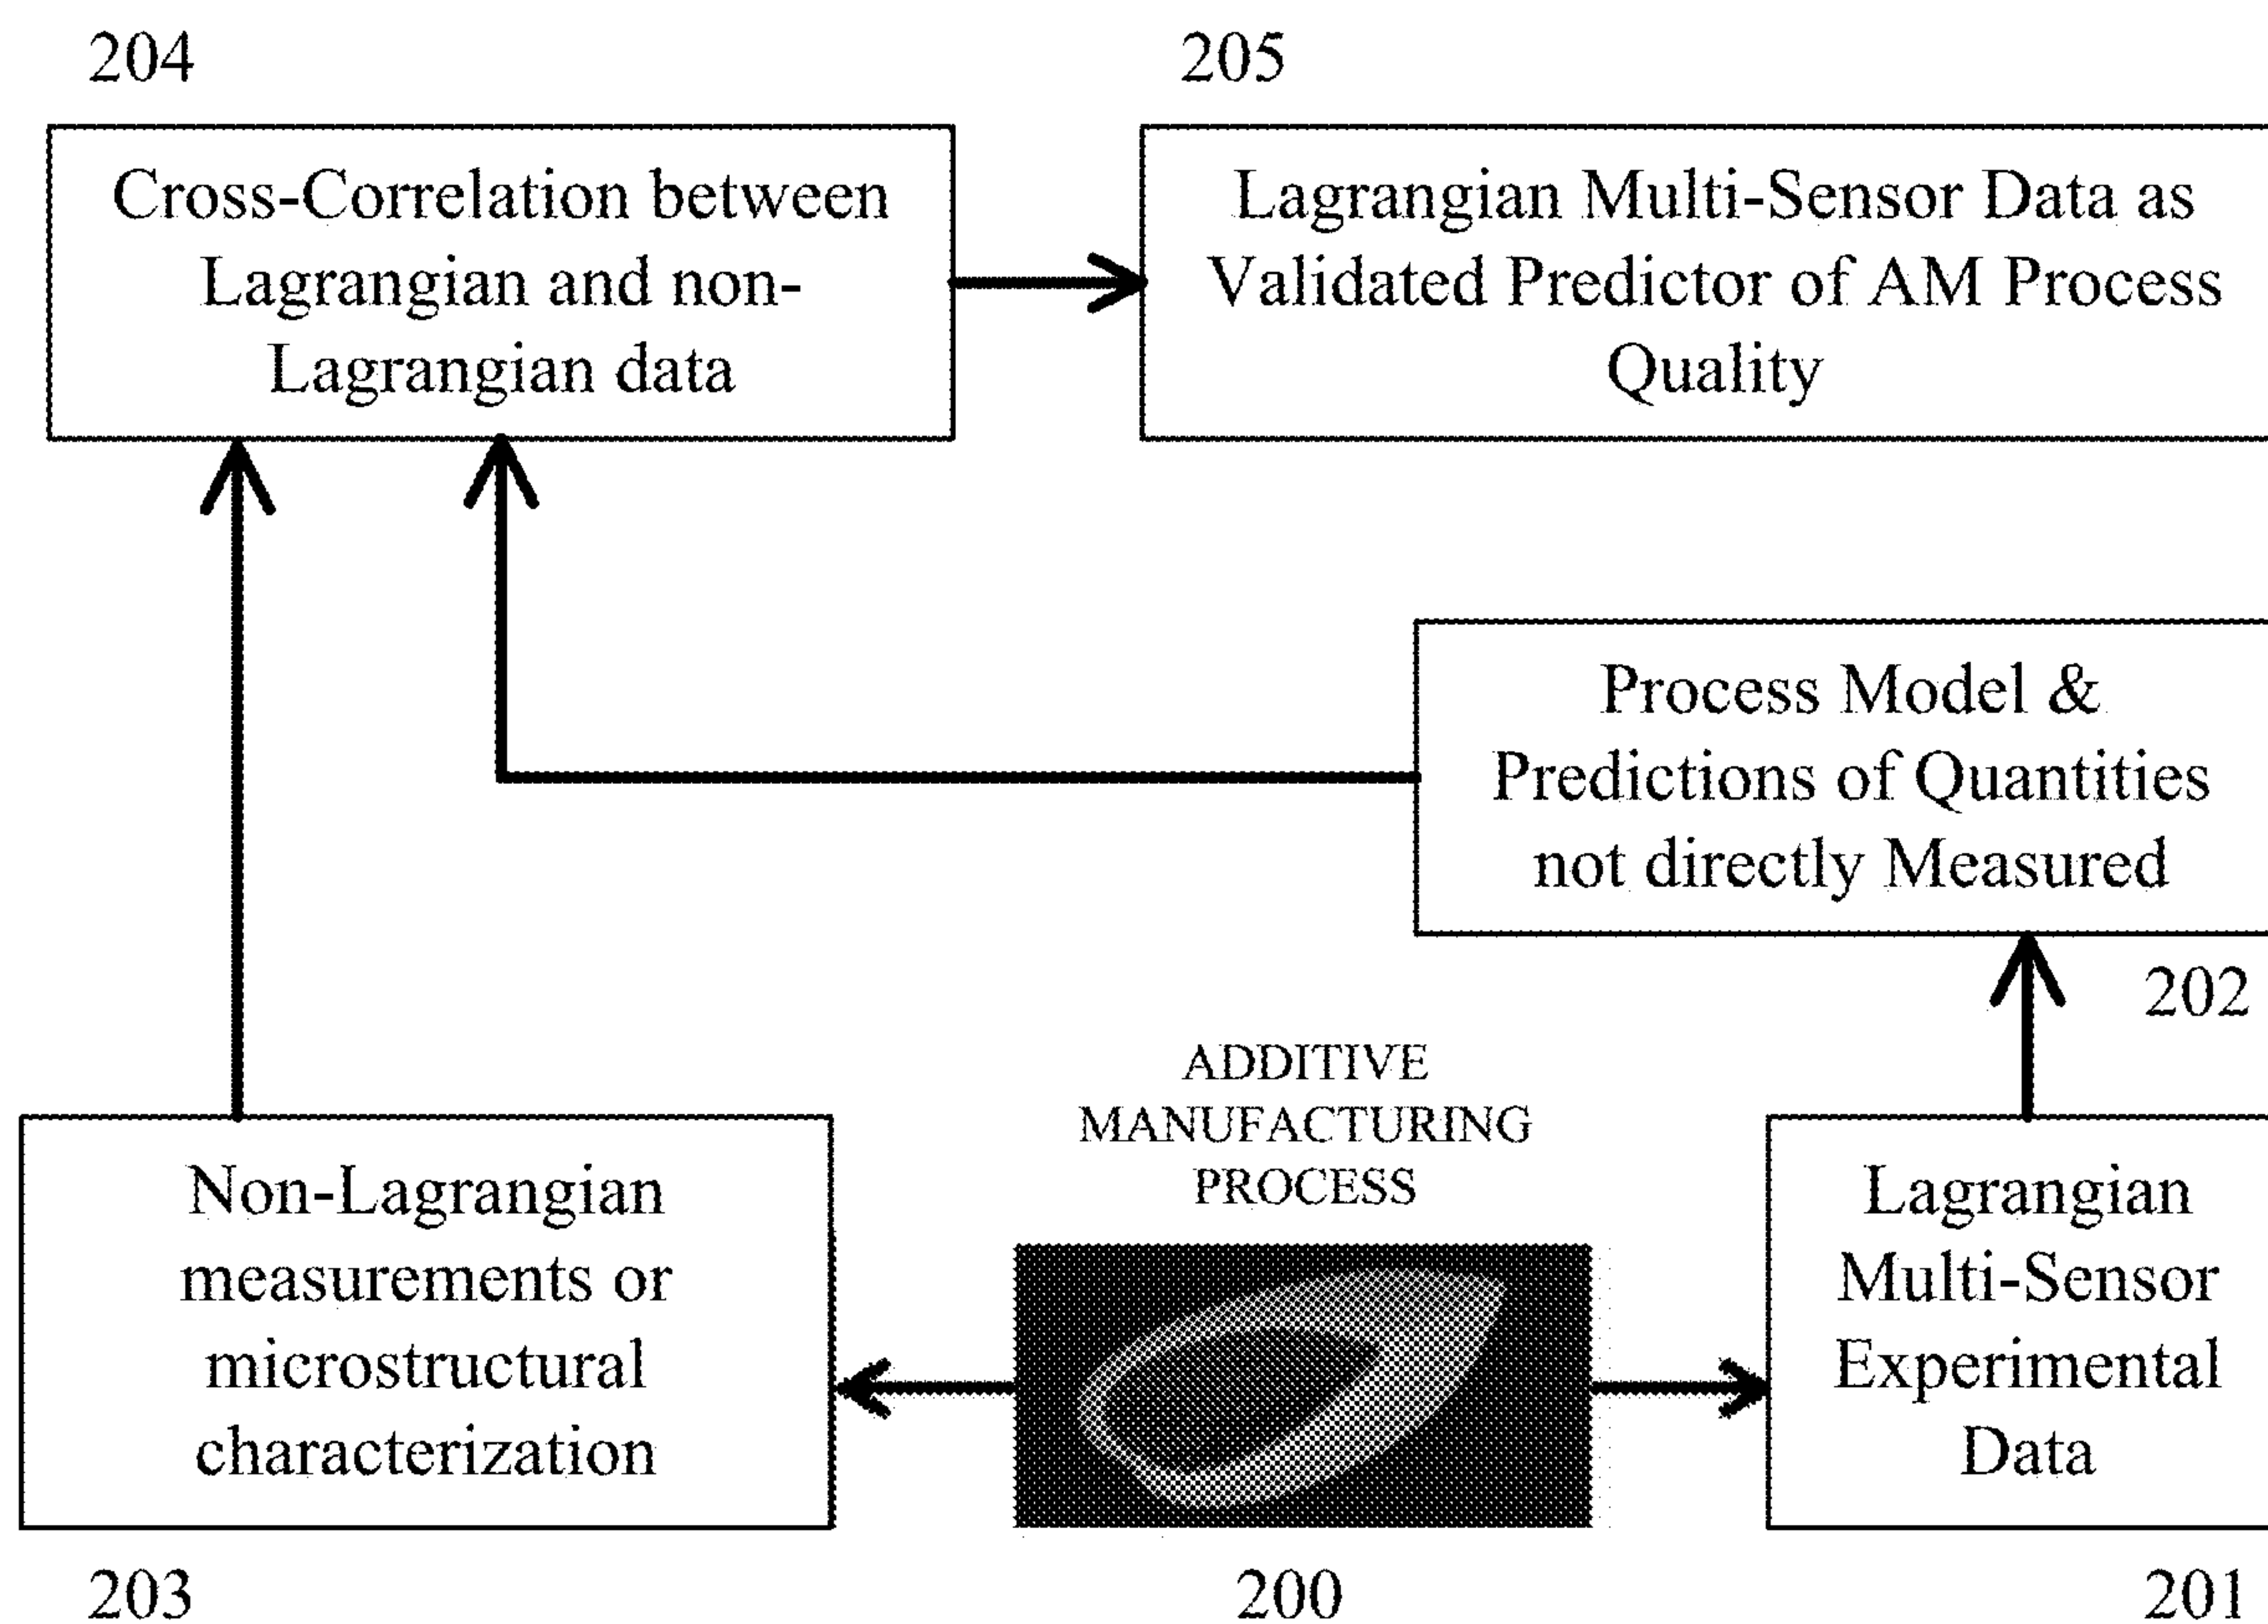 204
Cross-Correlation between
Lagrangian and non-
Lagrangian data
205
Lagrangian Multi-Sensor Data as
Validated Predictor of AM Process
Quality
Process Model &
Predictions of Quantities
not directly Measured
202
Non-Lagrangian
measurements or
microstructural
characterization
203
ADDITIVE
MANUFACTURING
PROCESS
200
Lagrangian
Multi-Sensor
Experimental
Data
201